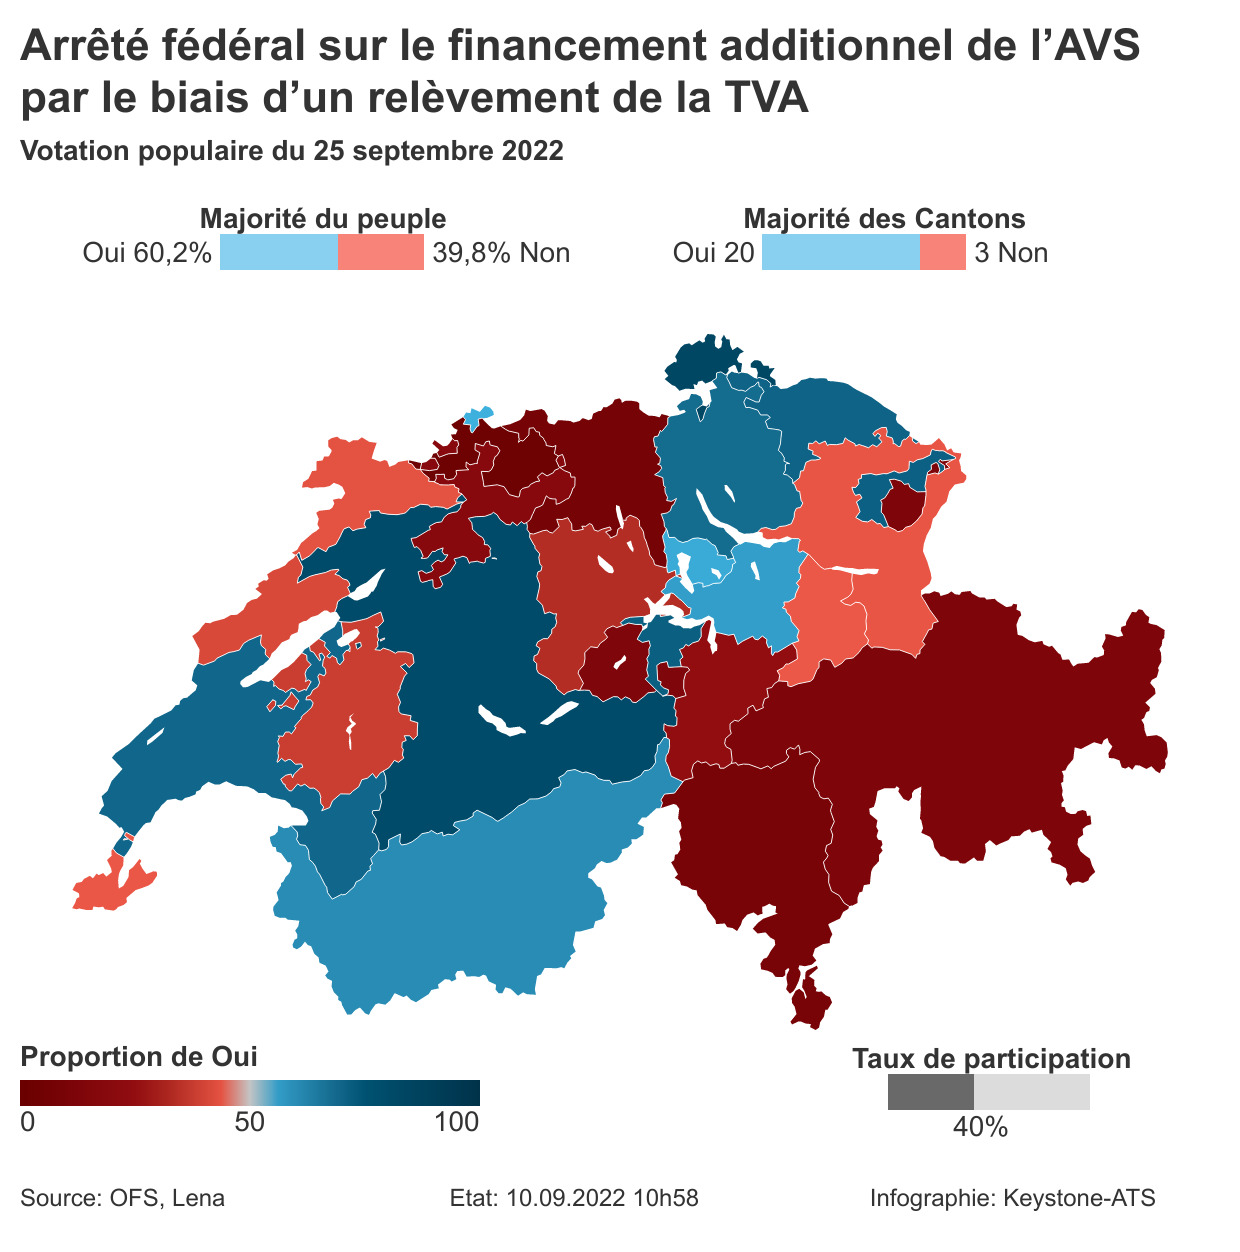 Arrêté fédéral sur le financement additionnel de l’AVS
par le biais d’un relèvement de la TVA
Votation populaire du 25 septembre 2022
Majorité du peuple
Oui 60,2% 39,8% Non
Majorité des Cantons
Oui 20 3 Non
Proportion de Oui
0 50 100
Taux de participation
40%
Source: OFS, Lena
Etat: 10.09.2022 10h58
Infographie: Keystone-ATS